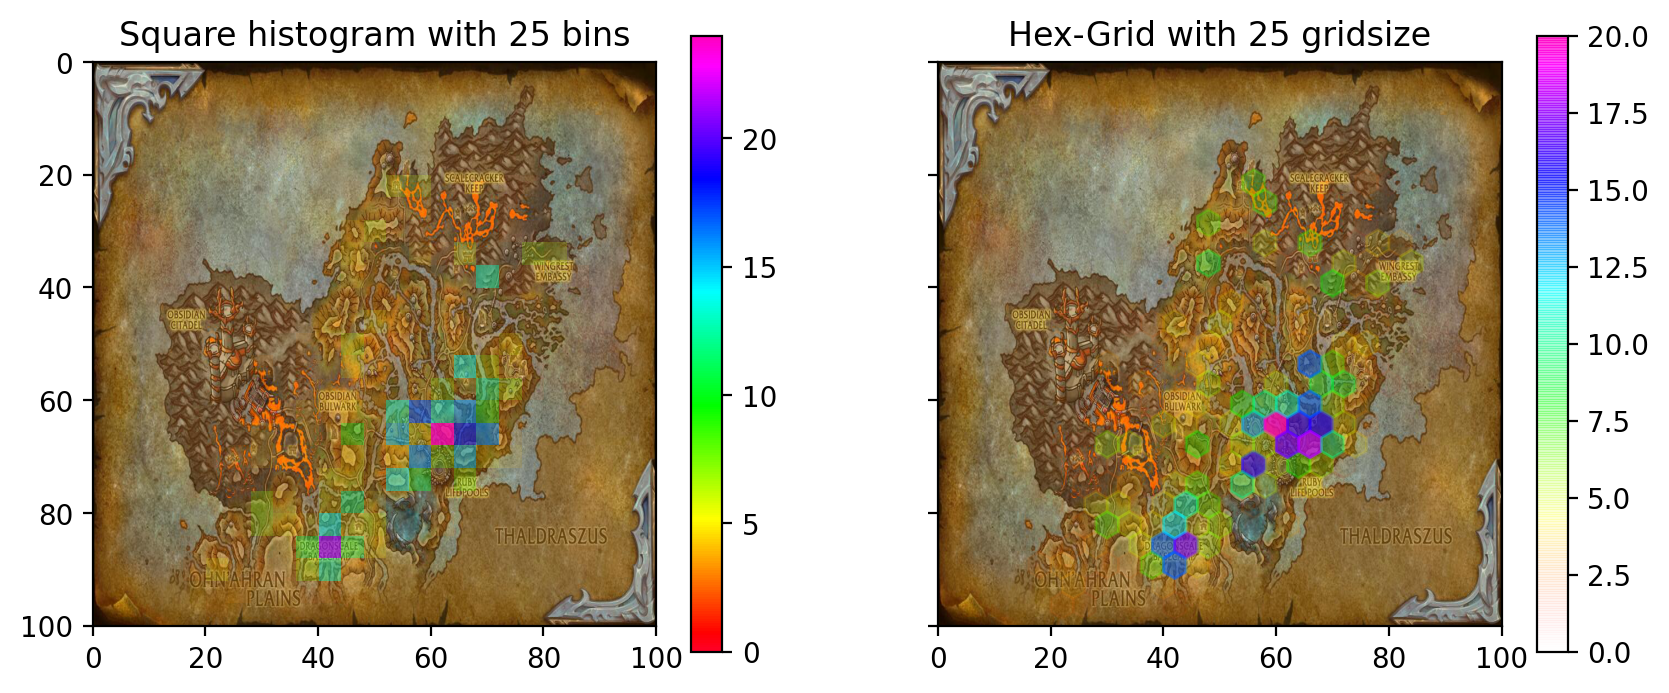 Square histogram with 25 bins
0
20
40
60
80
100
0
20
40
60
80
100
SCALECRACKER
KEEP
WINGREST
EMBASSY
OBSIDIAN
CITADEL
OBSIDIAN
BULWARK
RUBY
LIFEPOOLS
THALDRASZUS
DRAGONSCALE
OHN'AHRAN
PLAINS
20
15
10
5
0
Hex-Grid with 25 gridsize
0
20
40
60
80
100
SCALECRACKER
KEEP
WINGREST
EMBASSY
OBSIDIAN
CITADEL
OBSIDIAN
BULWARK
RUBY
LIFEPOOLS
THALDRASZUS
DRAGONSCALE
OHN'AHRAN
PLAINS
20.0
17.5
15.0
12.5
10.0
7.5
5.0
2.5
0.0